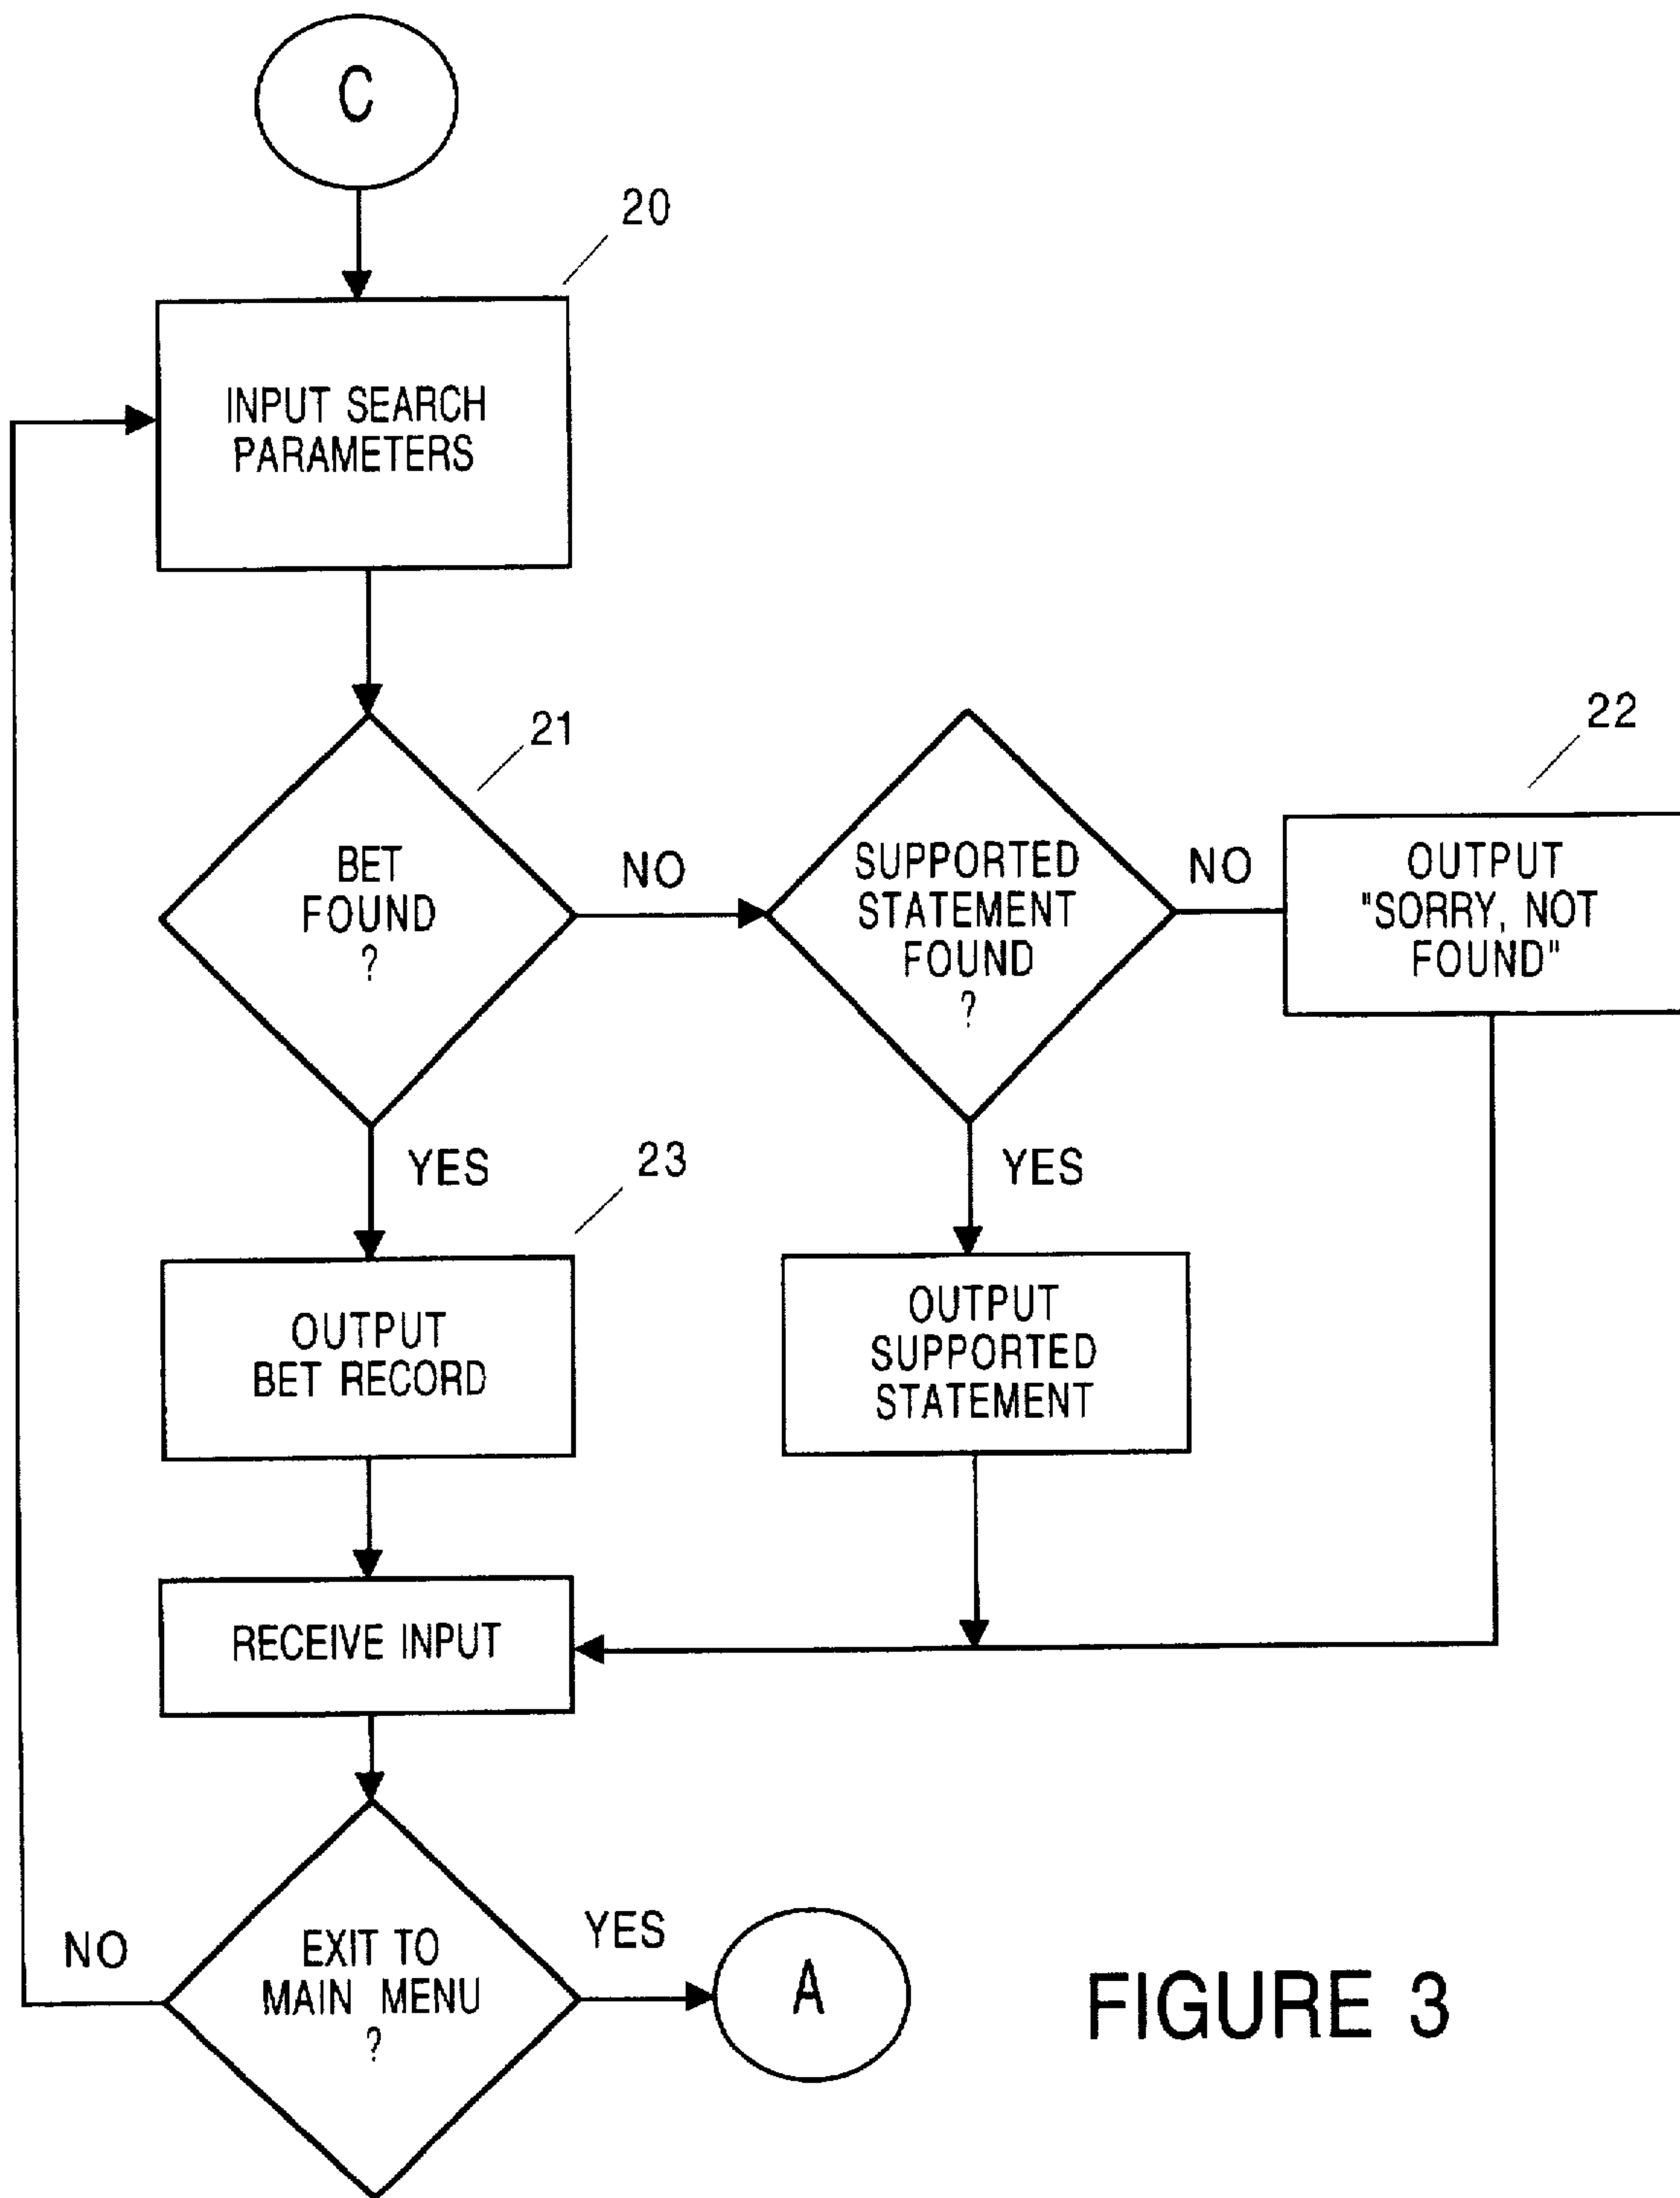 C
20
INPUT SEARCH
PARAMETERS
21
BET
FOUND
?
NO
SUPPORTED
STATEMENT
FOUND
?
NO
22
OUTPUT
"SORRY, NOT
FOUND"
YES
23
OUTPUT
BET RECORD
YES
OUTPUT
SUPPORTED
STATEMENT
RECEIVE INPUT
NO
EXIT TO
MAIN MENU
?
YES
A
FIGURE 3